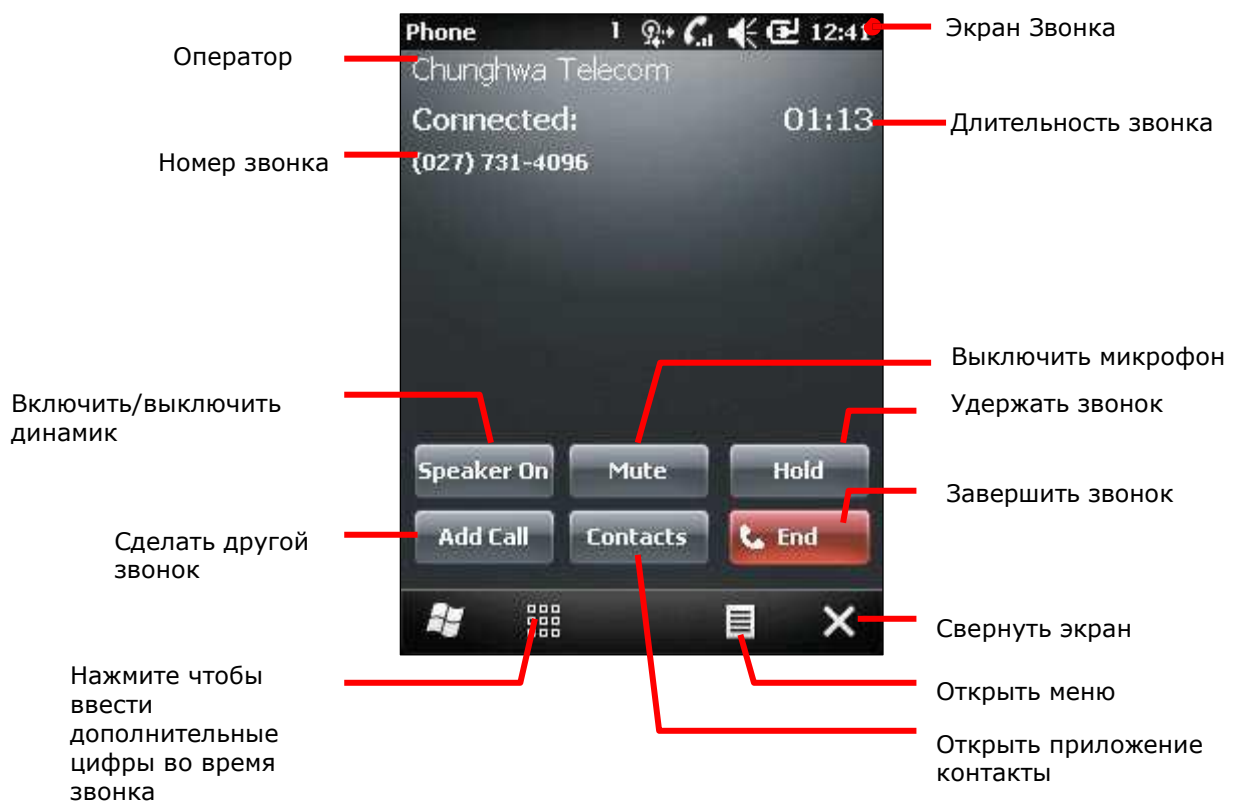 Phone 1 12:41
Экран Звонка
Оператор
Chunghwa Telecom
Connected: 01:13
Длительность звонка
Номер звонка
(027) 731-4096
Выключить микрофон
Включить/выключить
динамик
Удержать звонок
Speaker On Mute Hold
Завершить звонок
Сделать другой
звонок
Add Call Contacts End
Свернуть экран
Нажмите чтобы
ввести
дополнительные
цифры во время
звонка
Открыть меню
Открыть приложение
контакты